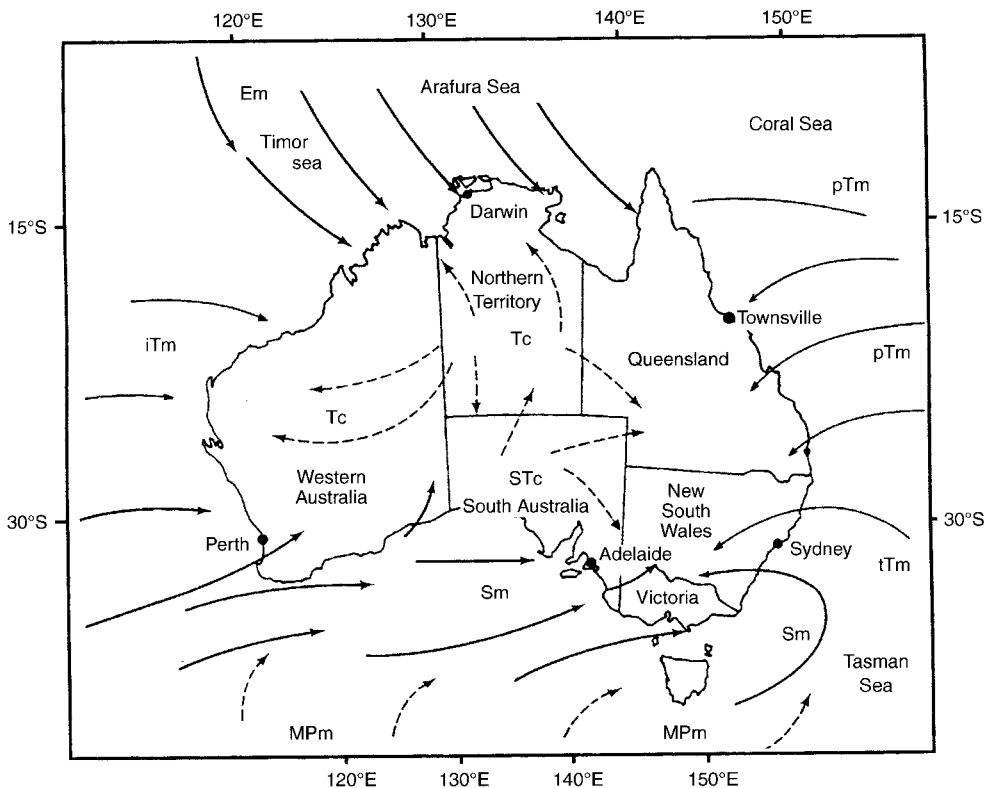 120°E 130°E 140°E 150°E
Em
Arafura Sea
Coral Sea
Timor
sea
pTm
Darwin
15°S
15°S
Northern
Territory
Townsville
iTm
Tc
pTm
Queensland
Tc
Western
Australia
STc
South Australia
New
South
Wales
30°S
30°S
Perth
Adelaide
Sydney
tTm
Sm
Victoria
Sm
Tasman
Sea
MPm
MPm
120°E 130°E 140°E 150°E